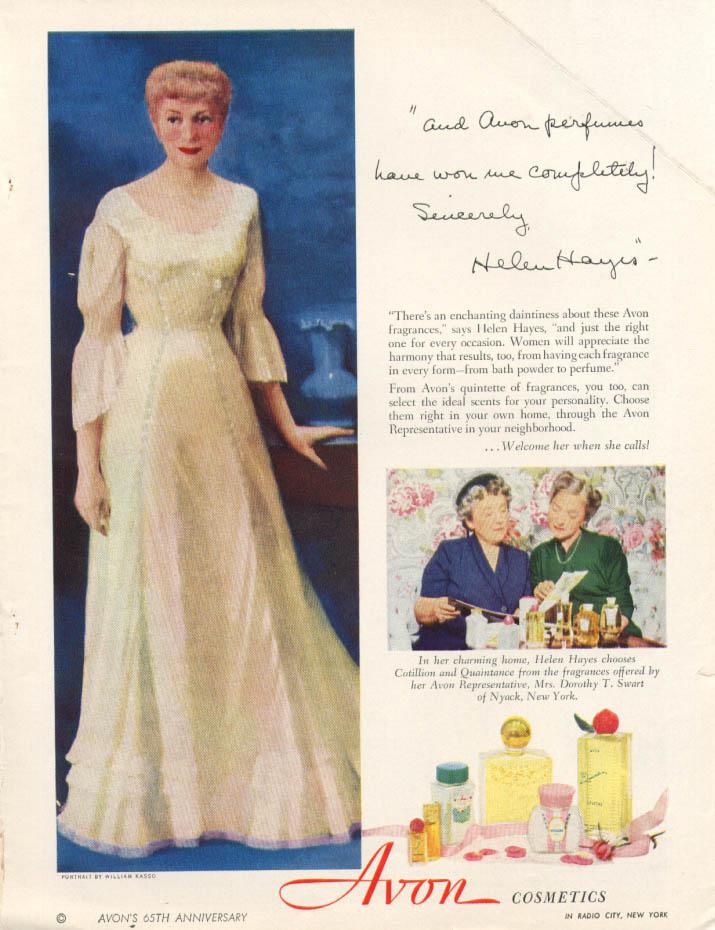 "and Avon perfumes
have won me completely!
Sincerely,
Helen Hayes"-
"There's an enchanting daintiness about these Avon
fragrances," says Helen Hayes, "and just the right
one for every occasion. Women will appreciate the
harmony that results, too, from having each fragrance
in every form—from bath powder to perfume."
From Avon's quintette of fragrances, you too, can
select the ideal scents for your personality. Choose
them right in your own home, through the Avon
Representative in your neighborhood.
...Welcome her when she calls!
In her charming home, Helen Hayes chooses
Cotillion and Quaintance from the fragrances offered by
her Avon Representative, Mrs. Dorothy T. Swart
of Nyack, New York.
PORTRAIT BY WILLIAM KASSO
Avon COSMETICS
IN RADIO CITY, NEW YORK
© AVON'S 65TH ANNIVERSARY